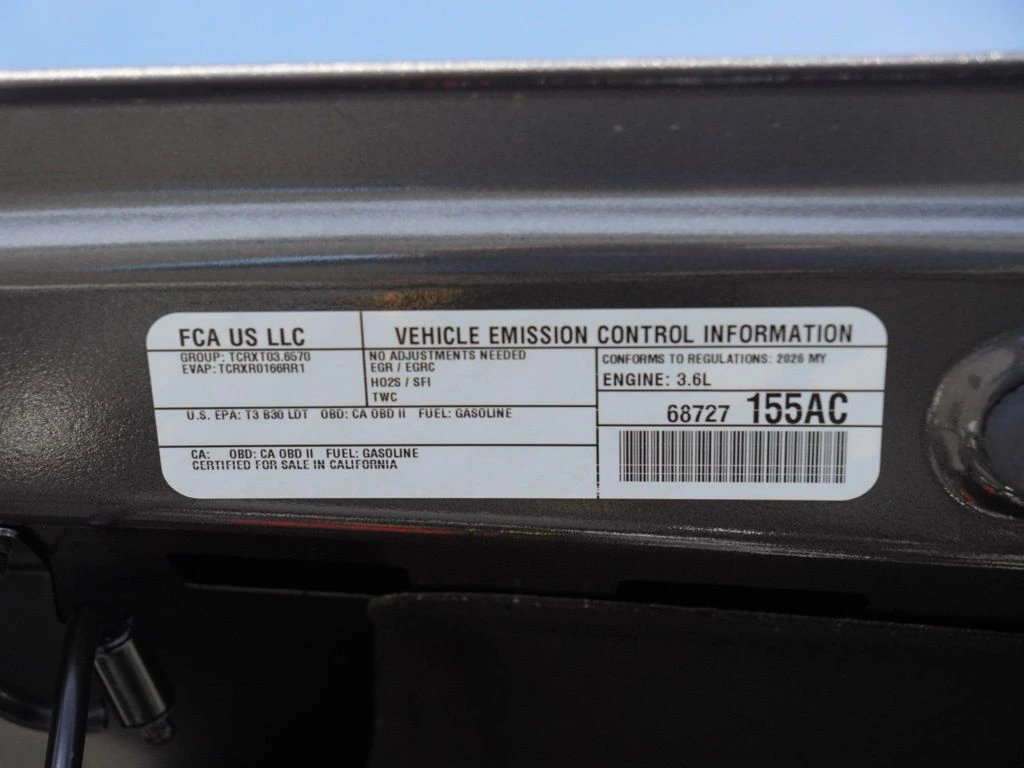 FCA US LLC
VEHICLE EMISSION CONTROL INFORMATION
GROUP: TCRXT03.6570
EVAP: TCRXR0166RR1
NO ADJUSTMENTS NEEDED
EGR / EGRC
HO2S / SFI
TWC
CONFORMS TO REGULATIONS: 2026 MY
ENGINE: 3.6L
U.S. EPA: T3 B30 LDT OBD: CA OBD II FUEL: GASOLINE
68727 155AC
CA: OBD: CA OBD II FUEL: GASOLINE
CERTIFIED FOR SALE IN CALIFORNIA